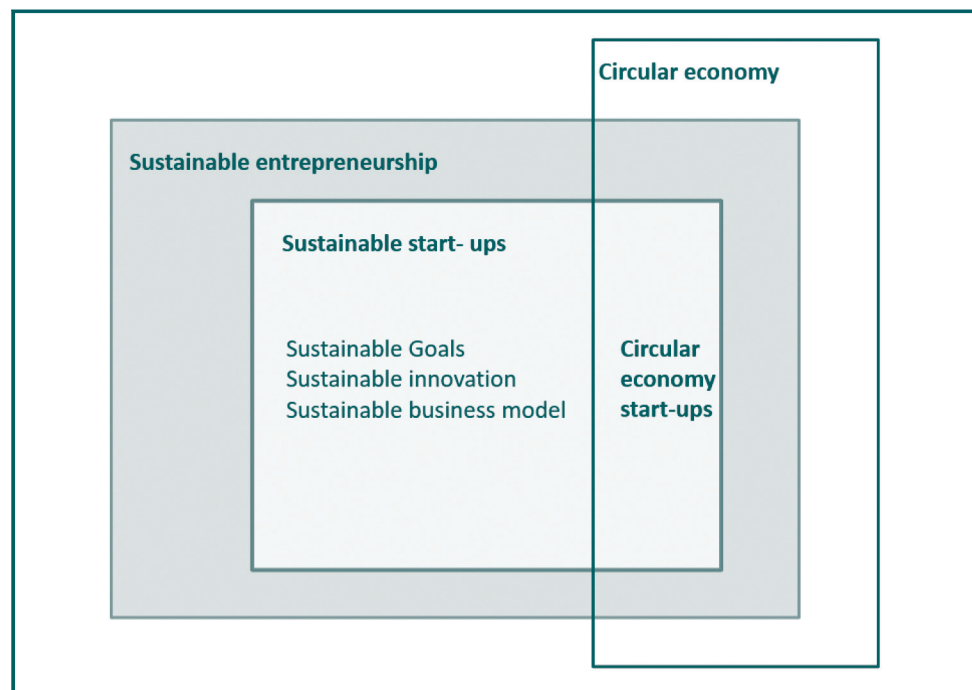 Circular economy
Sustainable entrepreneurship
Sustainable start- ups
Sustainable Goals
Sustainable innovation
Sustainable business model
Circular
economy
start-ups